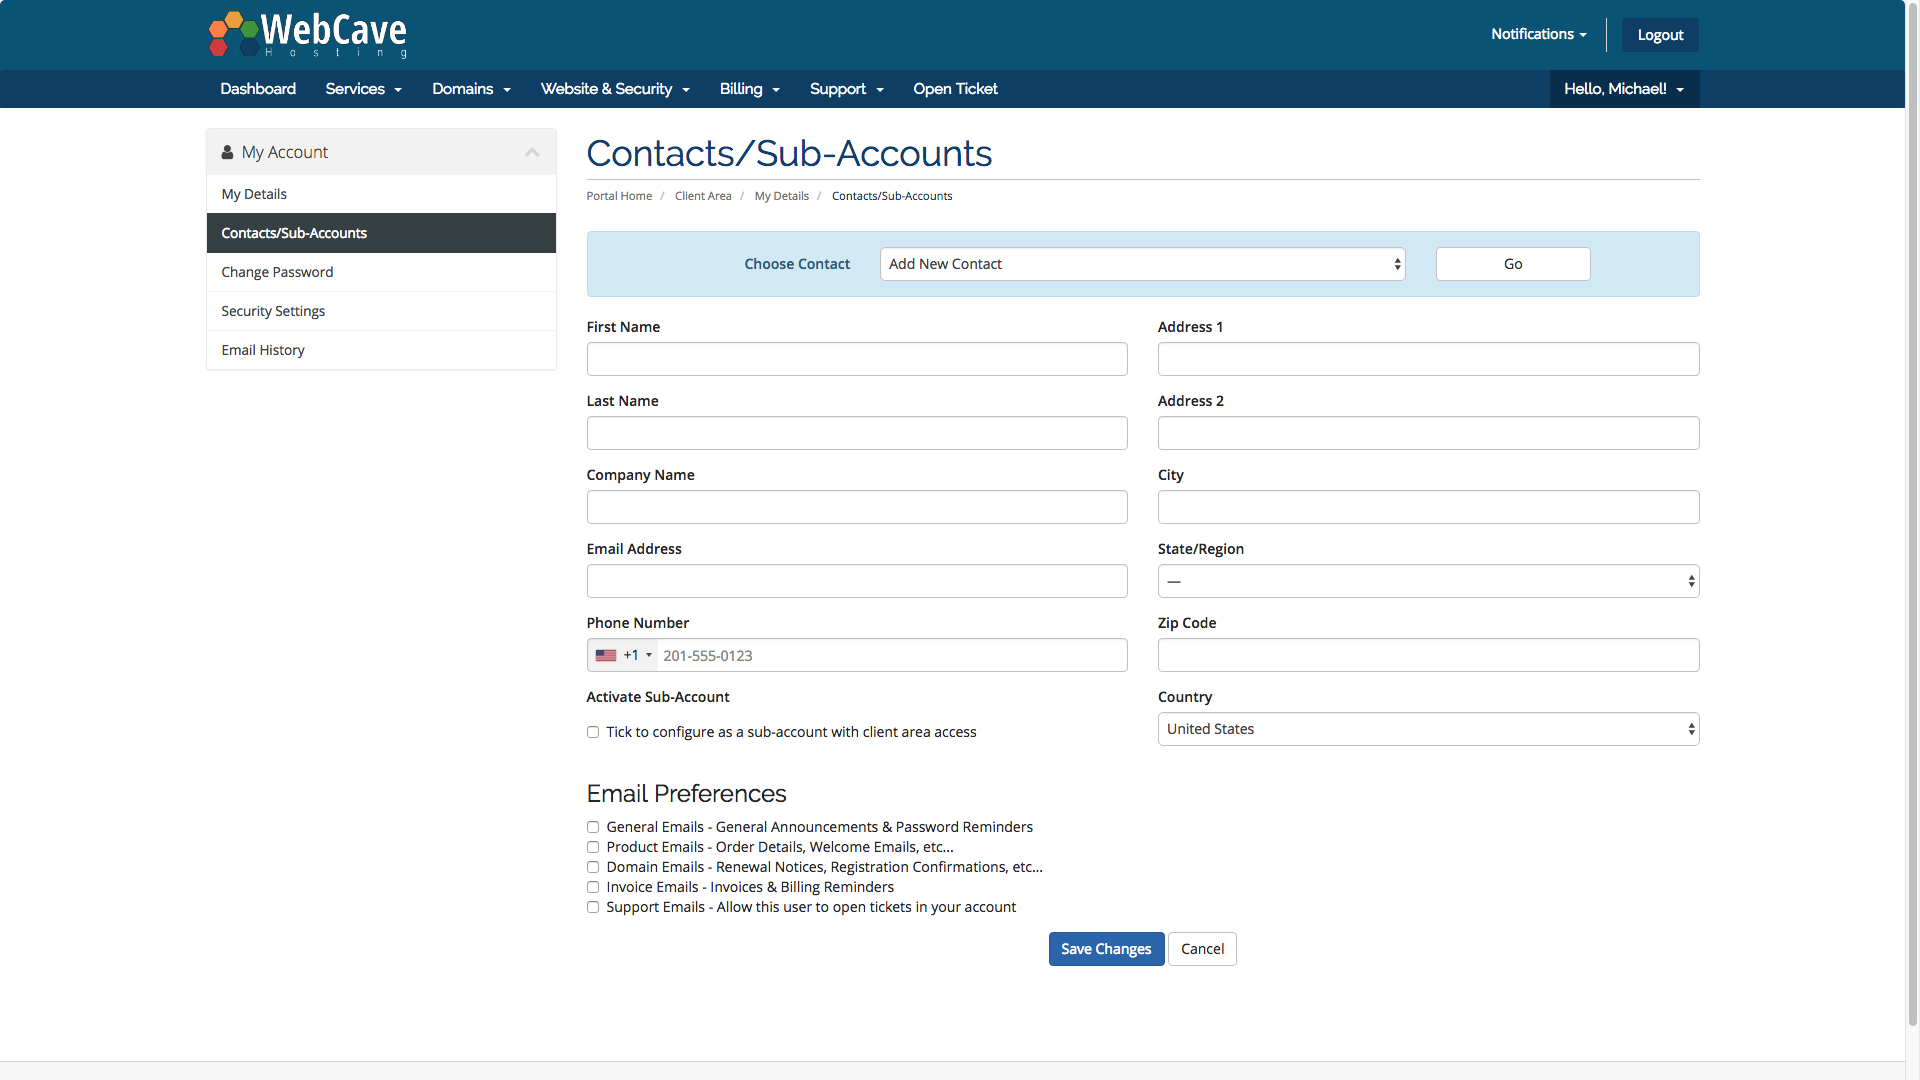 WebCave
Hosting
Notifications
Logout
Dashboard
Services
Domains
Website & Security
Billing
Support
Open Ticket
Hello, Michael!
My Account
My Details
Contacts/Sub-Accounts
Change Password
Security Settings
Email History
Contacts/Sub-Accounts
Portal Home / Client Area / My Details / Contacts/Sub-Accounts
Choose Contact
Add New Contact
Go
First Name
Last Name
Company Name
Email Address
Phone Number
+1 201-555-0123
Activate Sub-Account
Tick to configure as a sub-account with client area access
Address 1
Address 2
City
State/Region
—
Zip Code
Country
United States
Email Preferences
General Emails - General Announcements & Password Reminders
Product Emails - Order Details, Welcome Emails, etc...
Domain Emails - Renewal Notices, Registration Confirmations, etc...
Invoice Emails - Invoices & Billing Reminders
Support Emails - Allow this user to open tickets in your account
Save Changes
Cancel